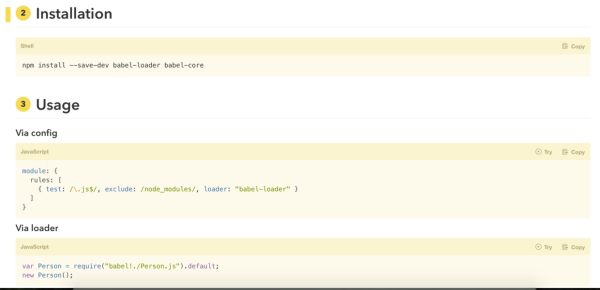 2 Installation
Shell
Copy
npm install --save-dev babel-loader babel-core
3 Usage
Via config
JavaScript
Try Copy
module: {
rules: [
{ test: /\.js$/, exclude: /node_modules/, loader: "babel-loader" }
]
}
Via loader
JavaScript
Try Copy
var Person = require("babel!./Person.js").default;
new Person();